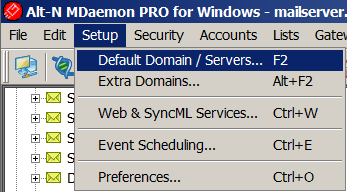 Alt-N MDaemon PRO for Windows - mailserver.
File Edit Setup Security Accounts Lists Gatew
Default Domain / Servers... F2
Extra Domains... Alt+F2
Web & SyncML Services... Ctrl+W
Event Scheduling... Ctrl+E
Preferences... Ctrl+O
S
S
S
S
D